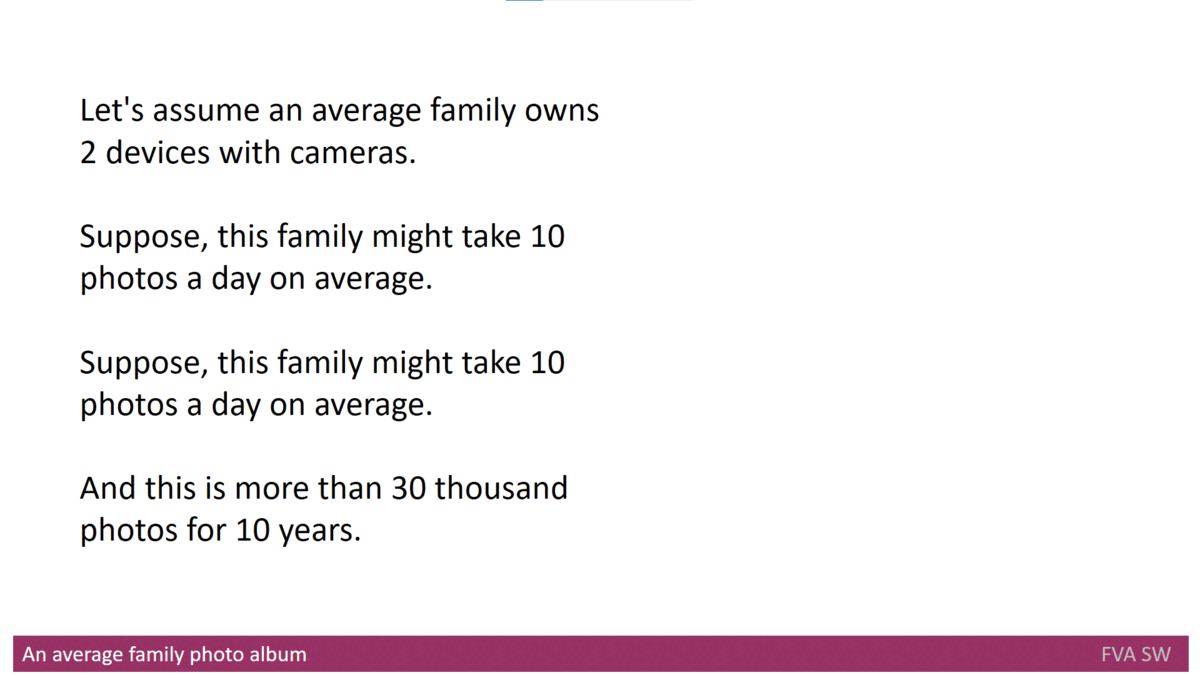 Let's assume an average family owns
2 devices with cameras.
Suppose, this family might take 10
photos a day on average.
Suppose, this family might take 10
photos a day on average.
And this is more than 30 thousand
photos for 10 years.
An average family photo album
FVA SW